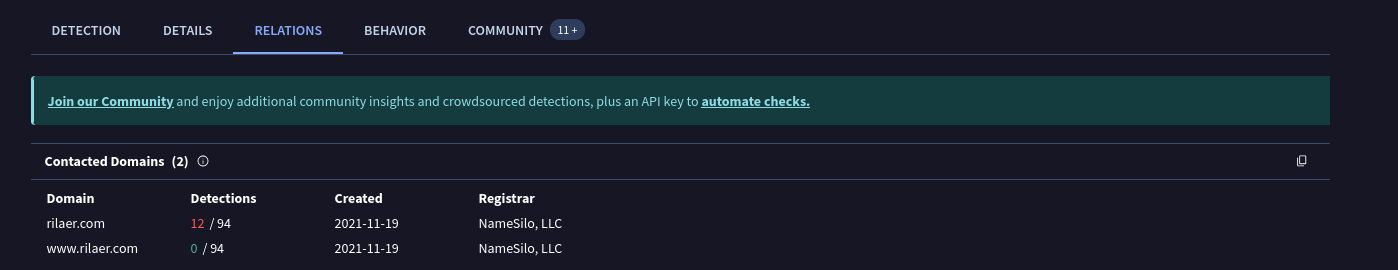 DETECTION DETAILS RELATIONS BEHAVIOR COMMUNITY 11 +
Join our Community and enjoy additional community insights and crowdsourced detections, plus an API key to automate checks.
Contacted Domains (2)
Domain Detections Created Registrar
rilaer.com 12 / 94 2021-11-19 NameSilo, LLC
www.rilaer.com 0 / 94 2021-11-19 NameSilo, LLC